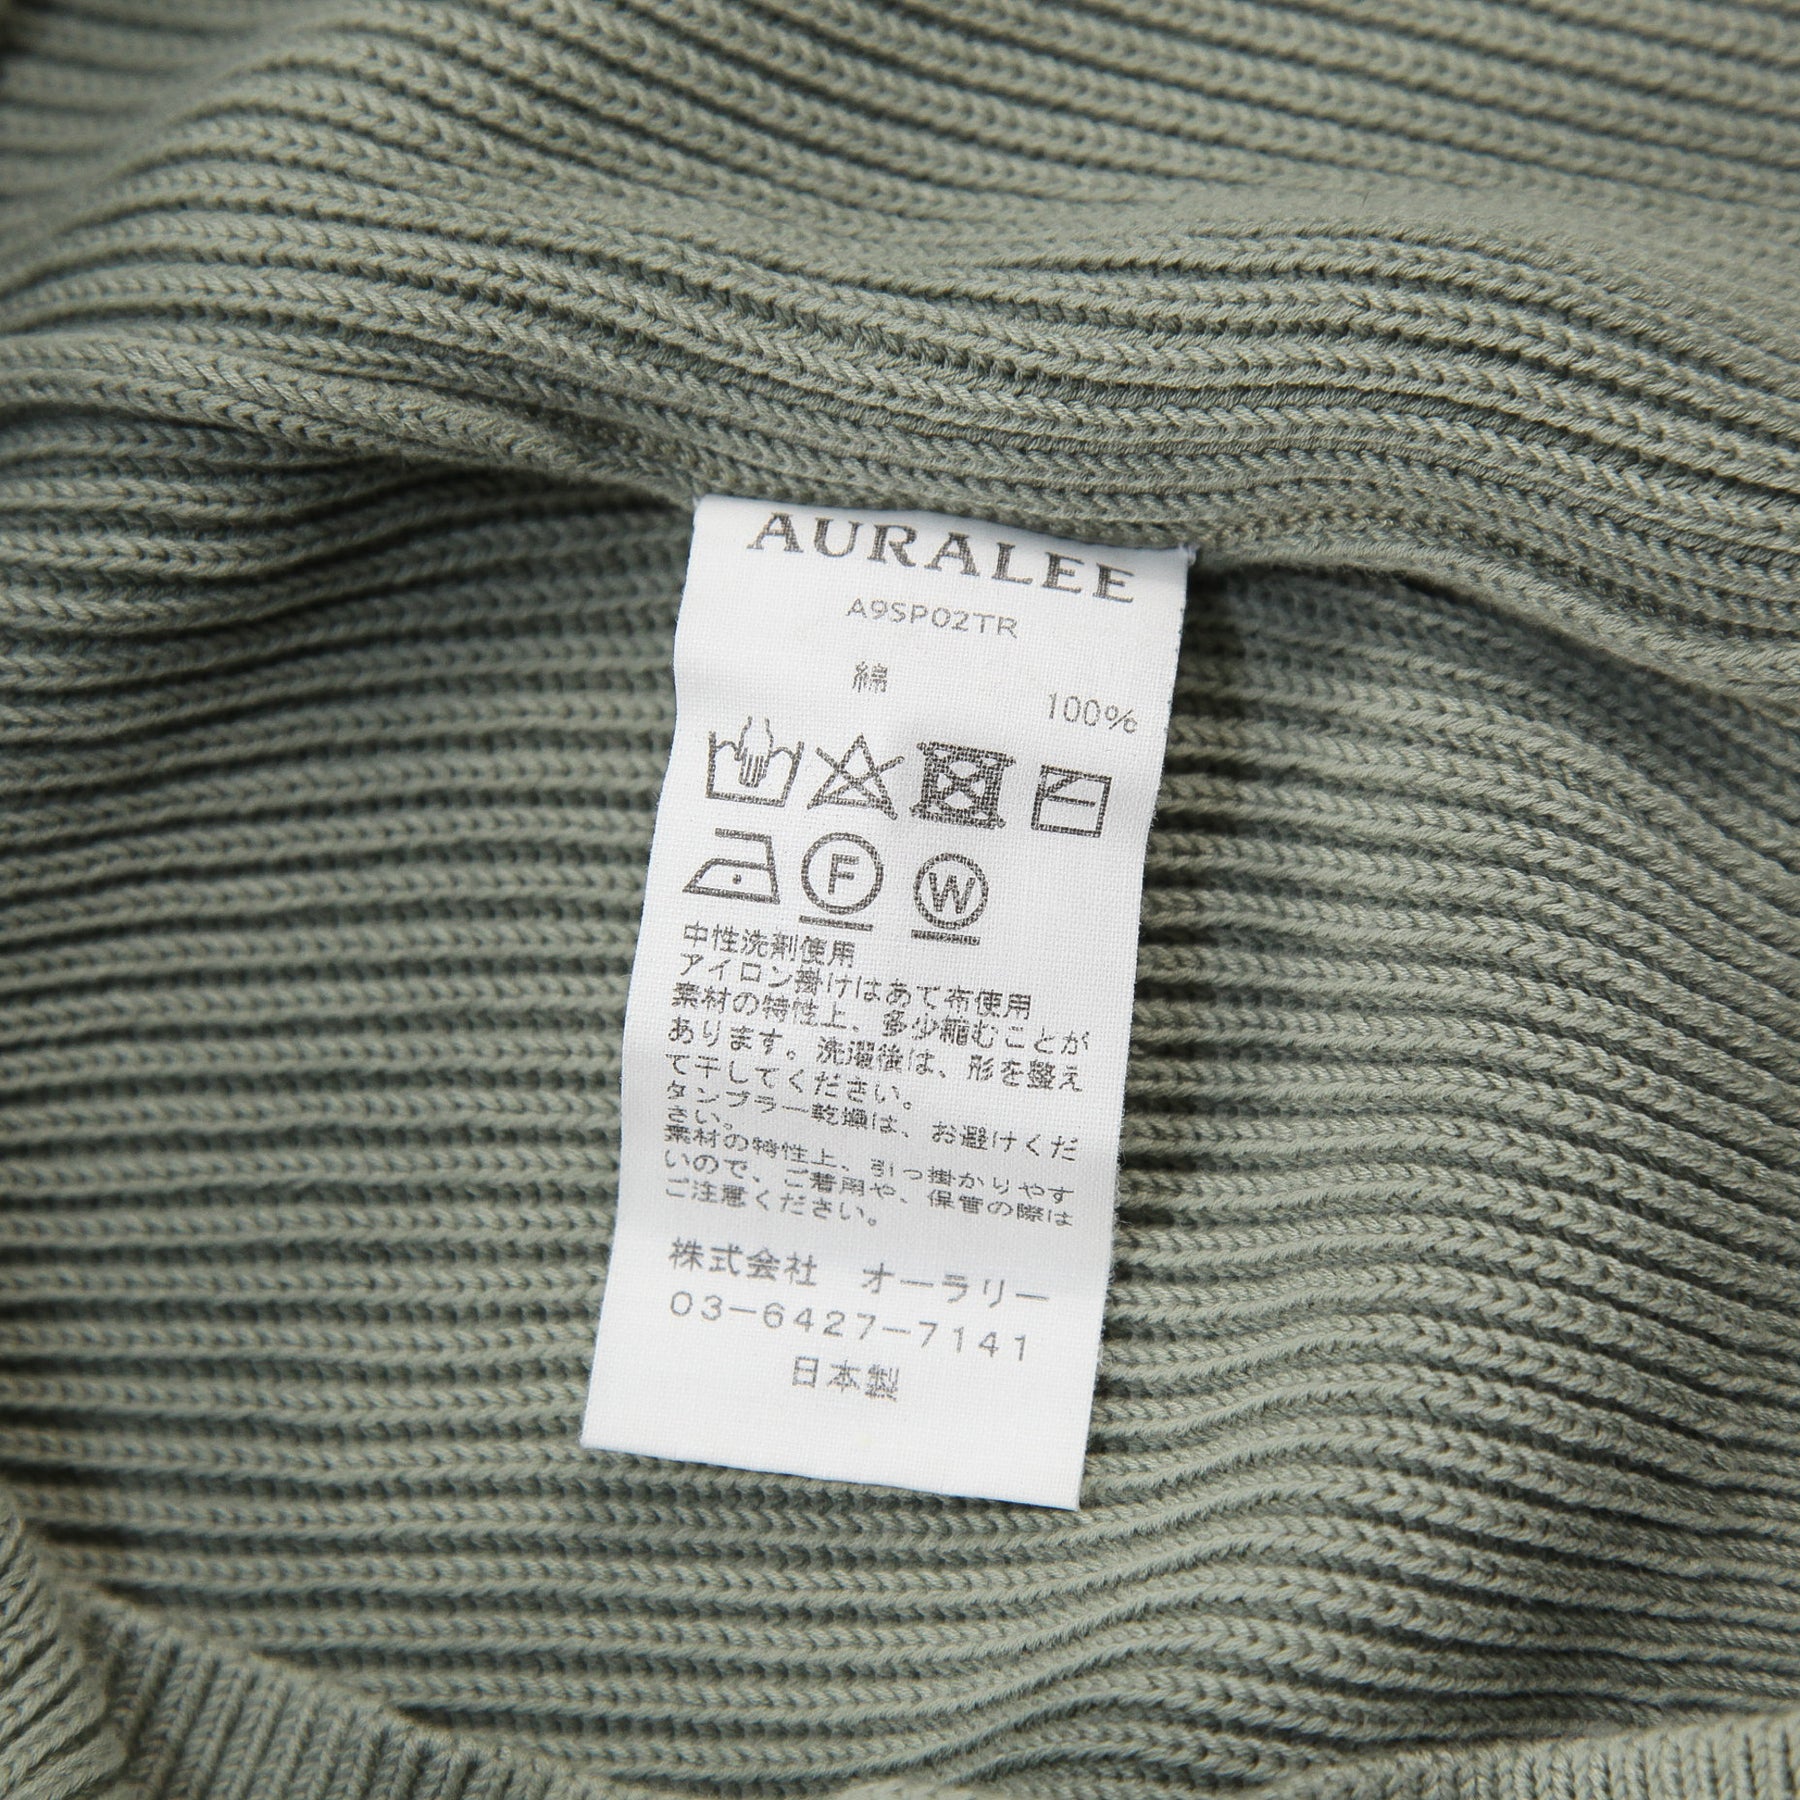 AURALEE
A9SP02TR
綿 100%
F W
中性洗剤使用
アイロン掛けはあて布使用
素材の特性上、多少縮むことが
あります。洗濯後は、形を整え
て干してください。
タンブラー乾燥は、お避けくだ
さい。
素材の特性上、引っ掛かりやす
いので、ご着用や、保管の際は
ご注意ください。
株式会社 オーラリー
03-6427-7141
日本製